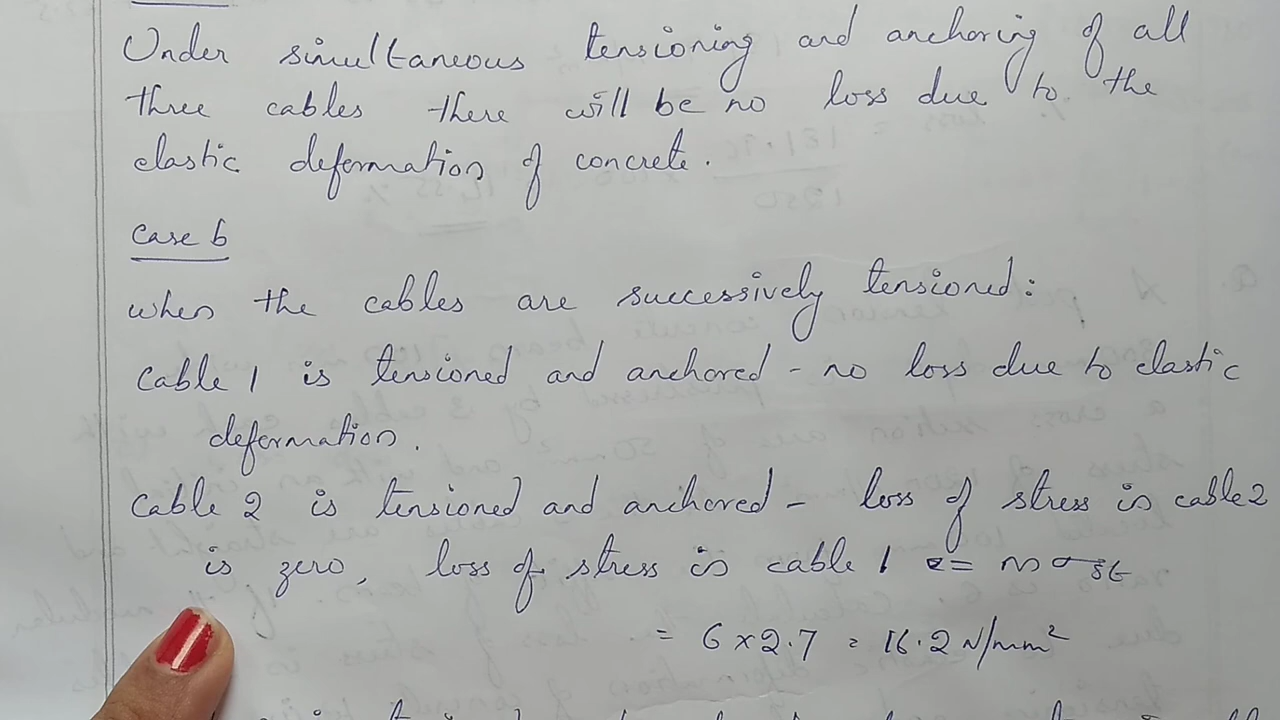 Under simultaneous tensioning and anchoring of all
three cables there will be no loss due to the
elastic deformation of concrete.
Case b
when the cables are successively tensioned:
Cable 1 is tensioned and anchored - no loss due to elastic
deformation.
Cable 2 is tensioned and anchored - loss of stress in cable 2
is zero, loss of stress in cable 1 = m σst
= 6 x 2.7 = 16.2 N/mm²